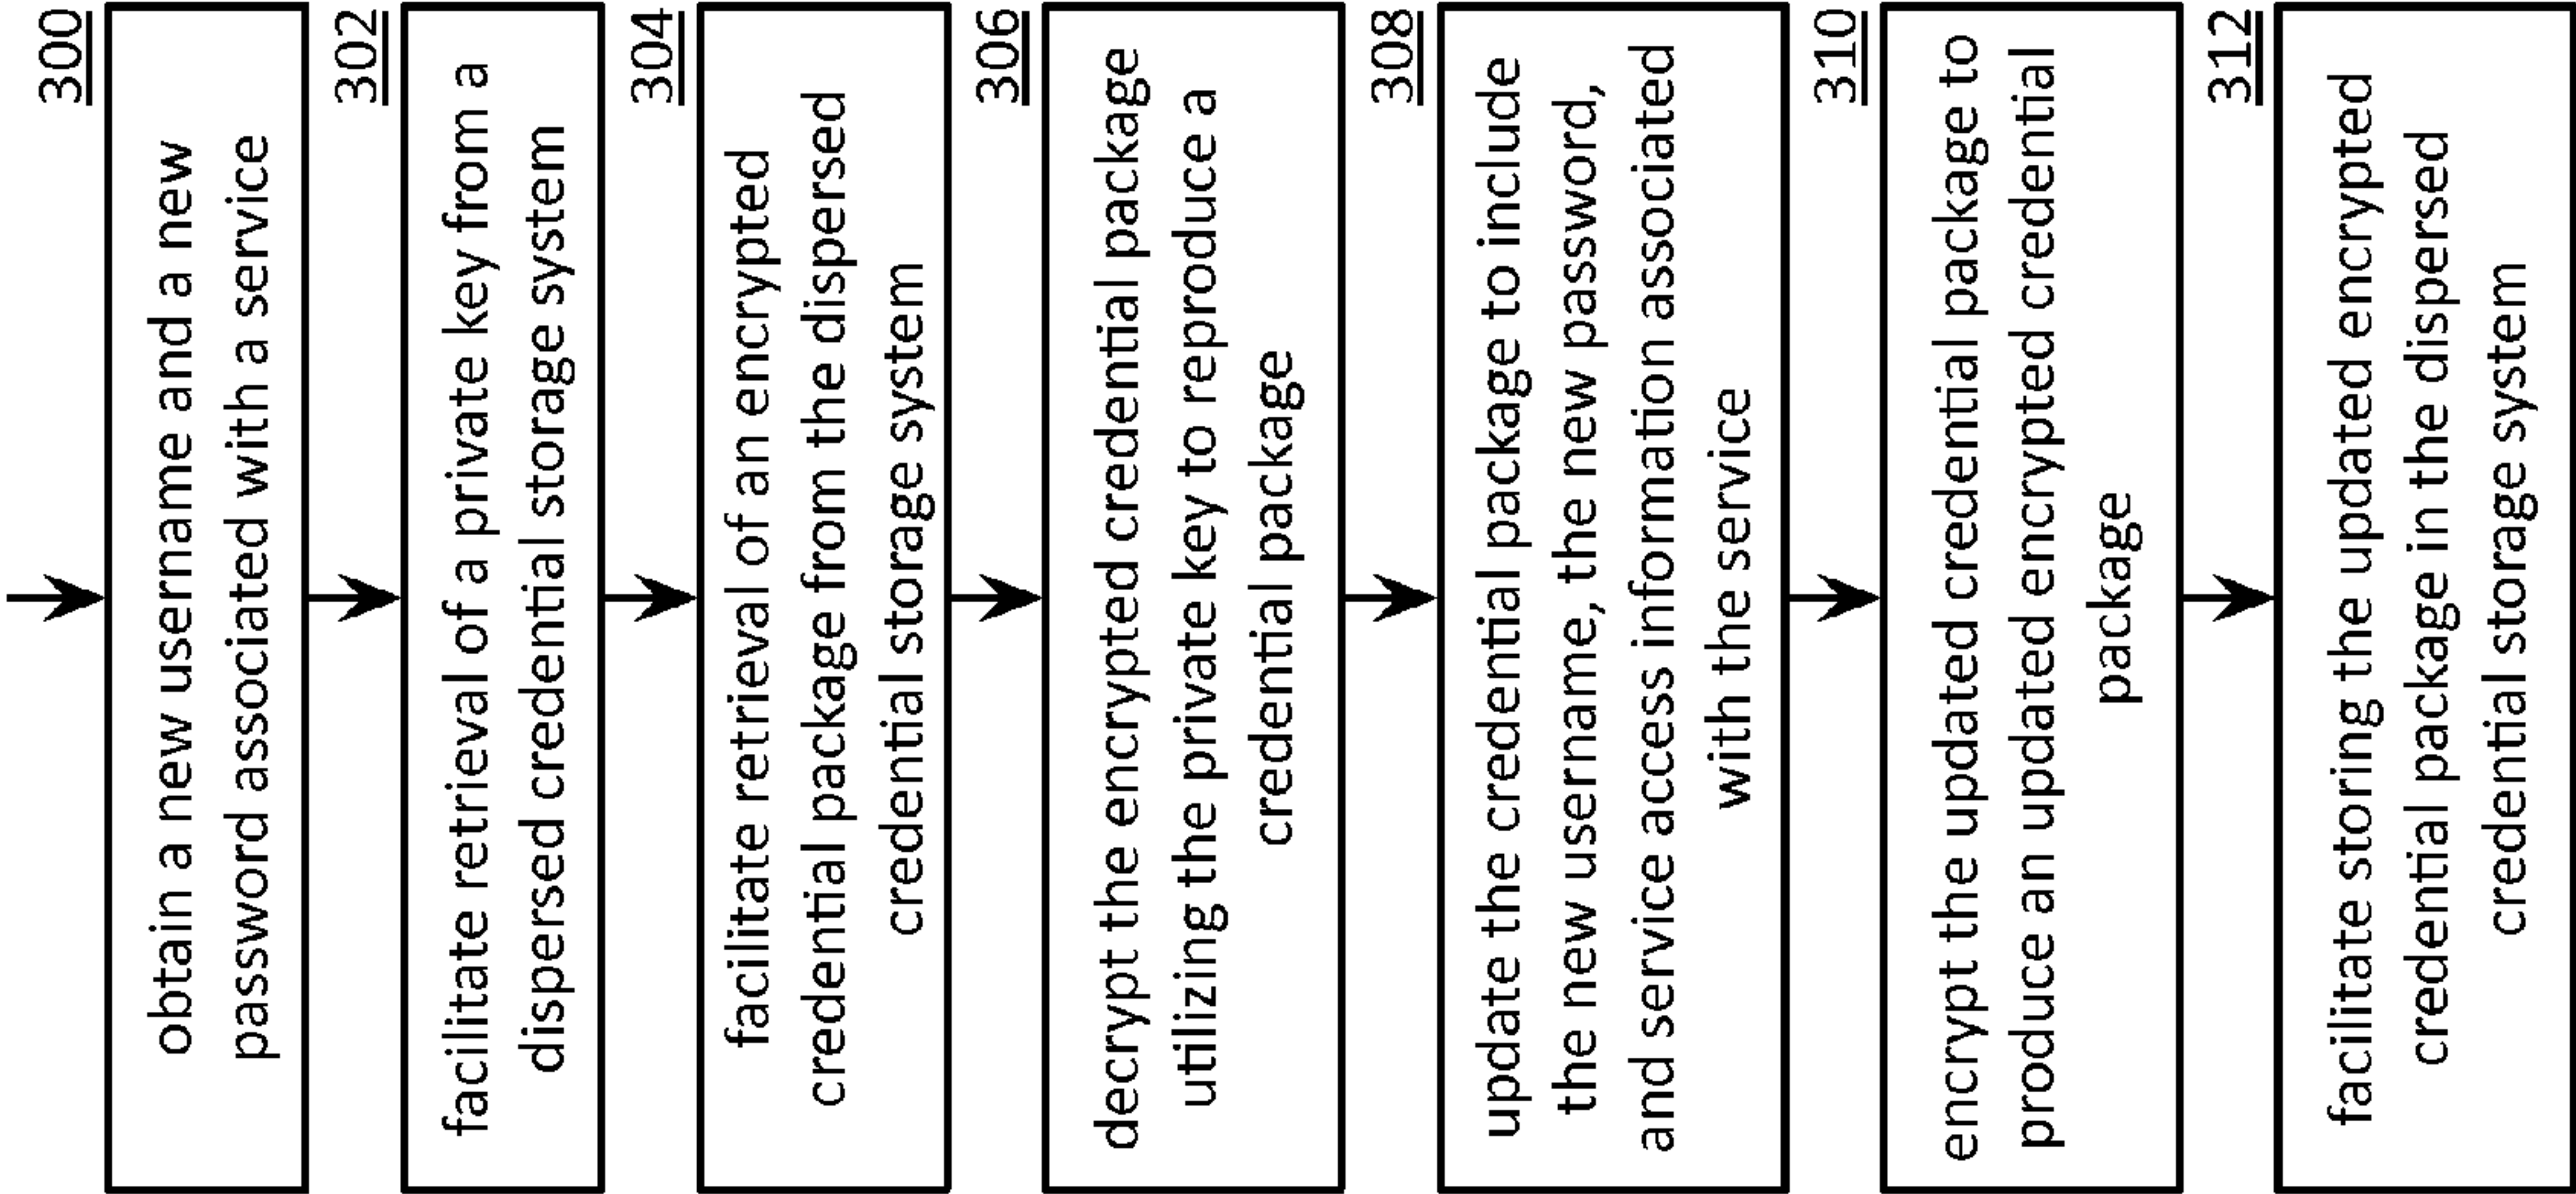 300
obtain a new username and a new
password associated with a service
302
facilitate retrieval of a private key from a
dispersed credential storage system
304
facilitate retrieval of an encrypted
credential package from the dispersed
credential storage system
306
decrypt the encrypted credential package
utilizing the private key to reproduce a
credential package
308
update the credential package to include
the new username, the new password,
and service access information associated
with the service
310
encrypt the updated credential package to
produce an updated encrypted credential
package
312
facilitate storing the updated encrypted
credential package in the dispersed
credential storage system